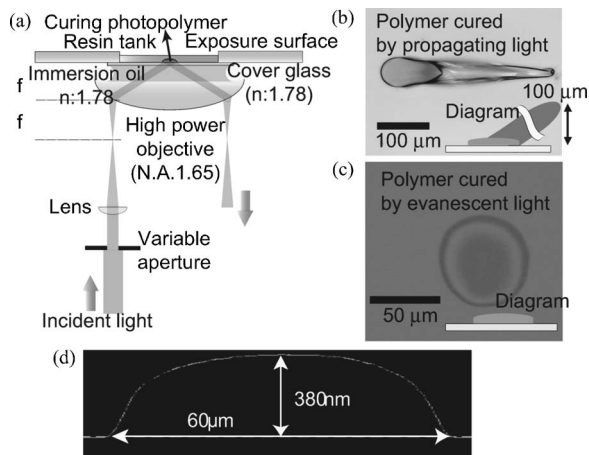 (a)
Curing photopolymer
Resin tank
Exposure surface
Immersion oil
n:1.78
Cover glass
(n:1.78)
f
f
High power
objective
(N.A.1.65)
Lens
Variable
aperture
Incident light
(b)
Polymer cured
by propagating light
100 μm
Diagram
100 μm
(c)
Polymer cured
by evanescent light
50 μm
Diagram
(d)
380nm
60μm